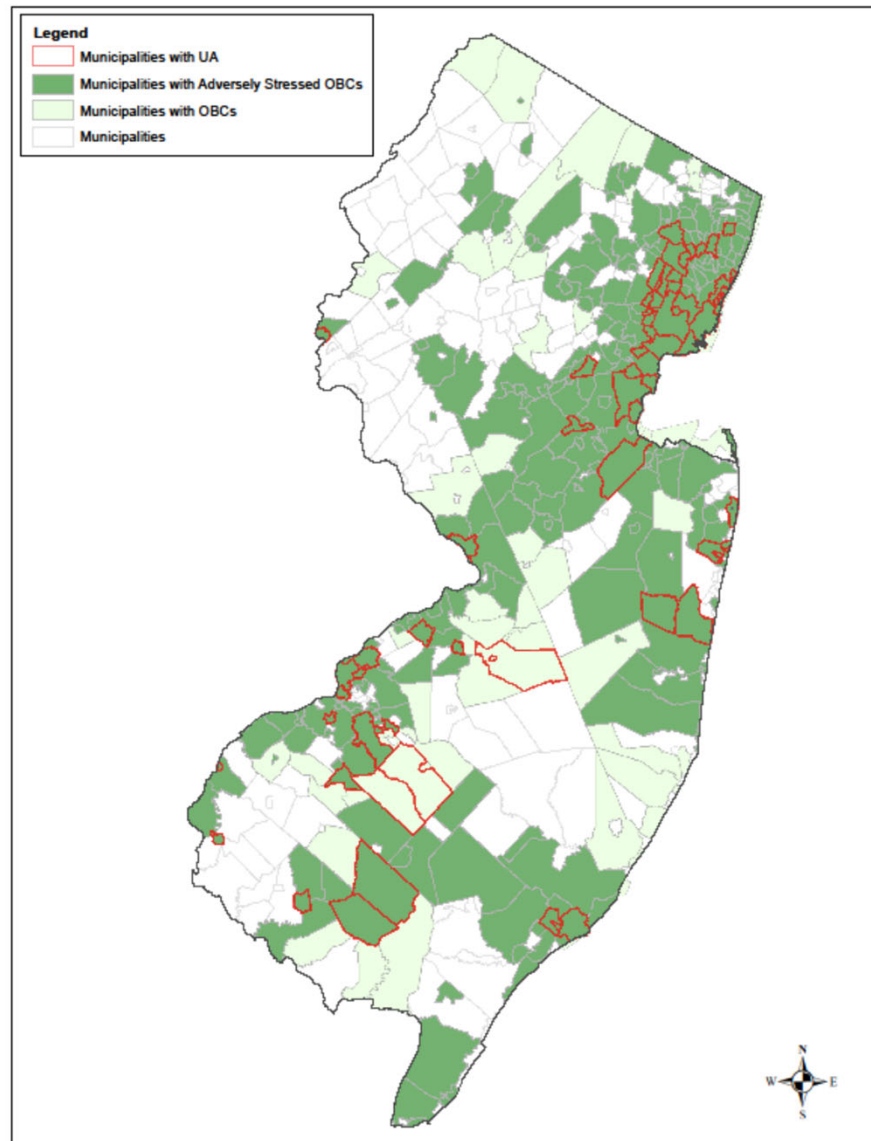 Legend
Municipalities with UA
Municipalities with Adversely Stressed OBCs
Municipalities with OBCs
Municipalities
N
W E
S